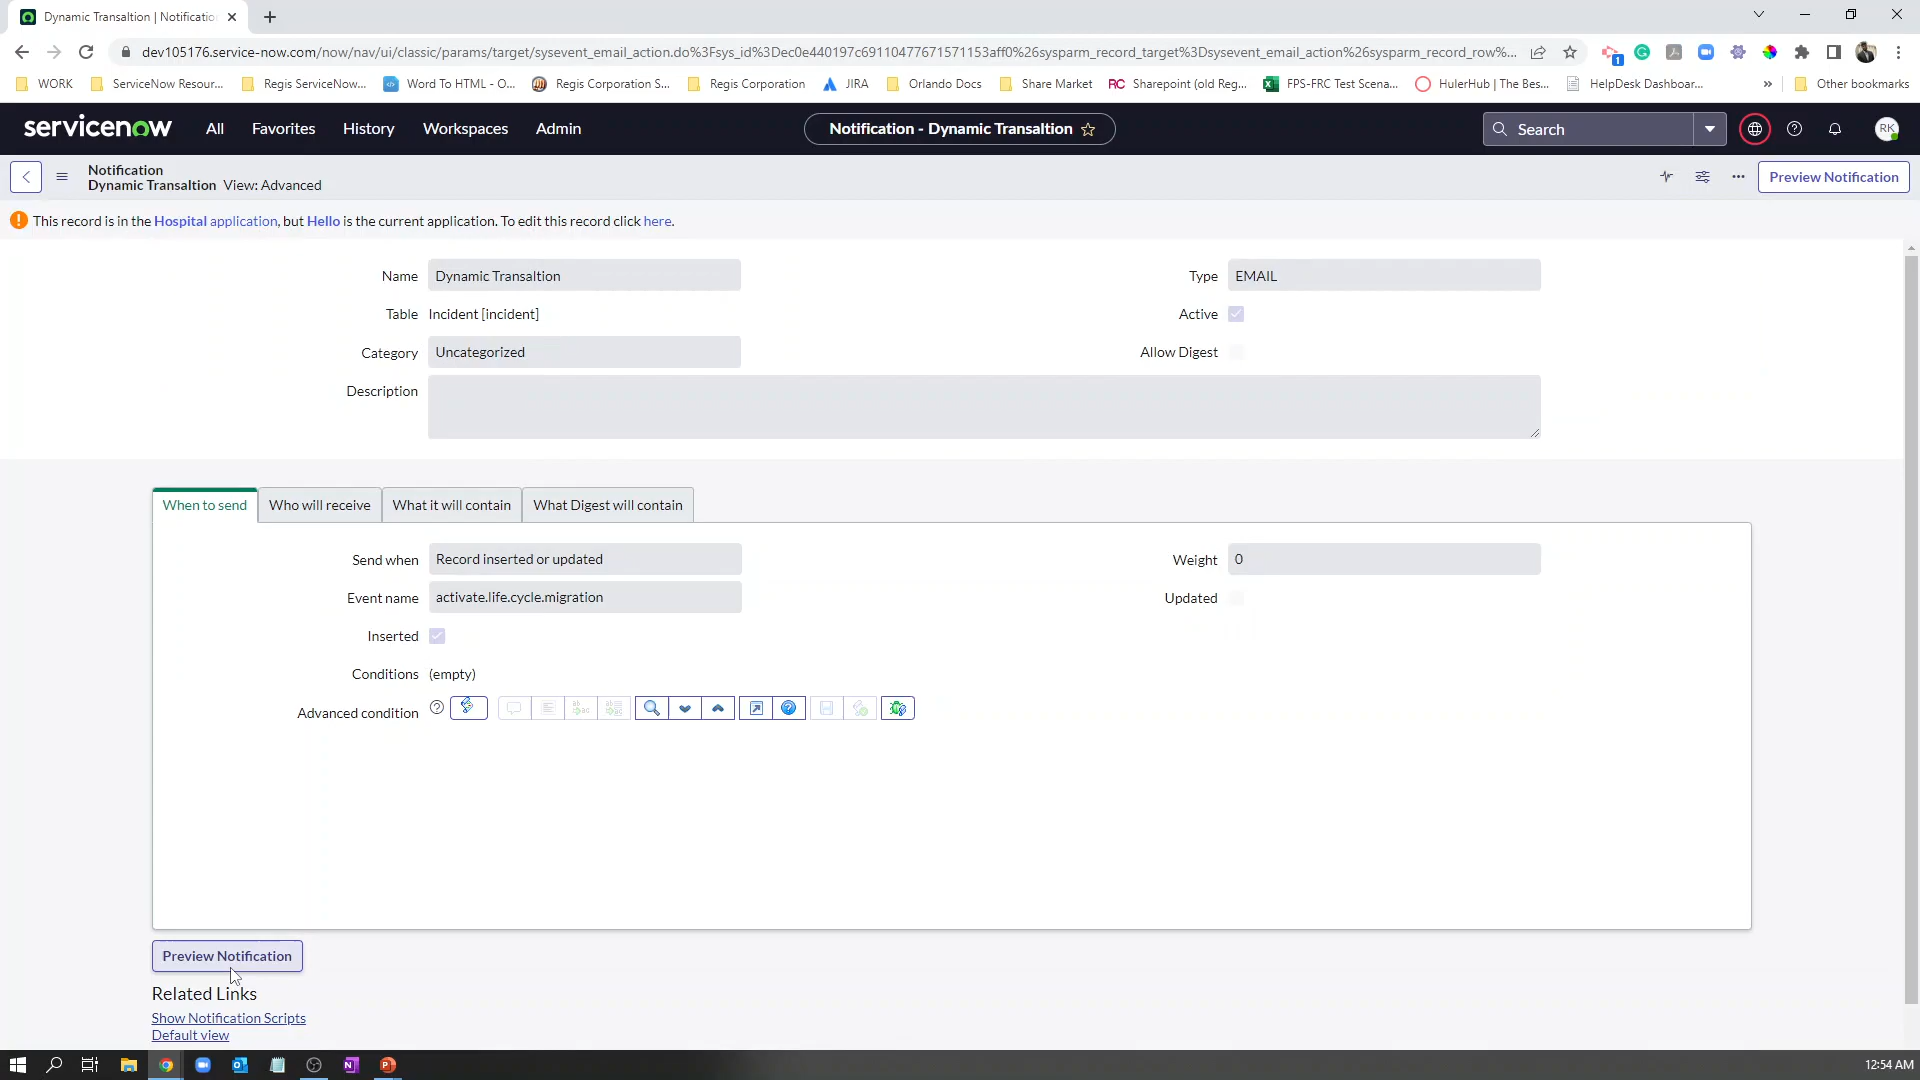 Dynamic Transaltion | Notificatio
dev105176.service-now.com/now/nav/ui/classic/params/target/sysevent_email_action.do%3Fsys_id%3Dec0e440197c69110477671571153aff0%26sysparm_record_target%3Dsysevent_email_action%26sysparm_record_row%...
1
WORK
ServiceNow Resour...
Regis ServiceNow...
Word To HTML - O...
Regis Corporation S...
Regis Corporation
JIRA
Orlando Docs
Share Market
RC Sharepoint (old Reg...
FPS-FRC Test Scena...
HulerHub | The Bes...
HelpDesk Dashboar...
»
Other bookmarks
servicenow
All
Favorites
History
Workspaces
Admin
Notification - Dynamic Transaltion
Search
RK
Notification
Dynamic Transaltion View: Advanced
Preview Notification
This record is in the Hospital application, but Hello is the current application. To edit this record click here.
Name Dynamic Transaltion
Type EMAIL
Table Incident [incident]
Active
Category Uncategorized
Allow Digest
Description
When to send
Who will receive
What it will contain
What Digest will contain
Send when Record inserted or updated
Weight 0
Event name activate.life.cycle.migration
Updated
Inserted
Conditions (empty)
Advanced condition
Preview Notification
Related Links
Show Notification Scripts
Default view
12:54 AM